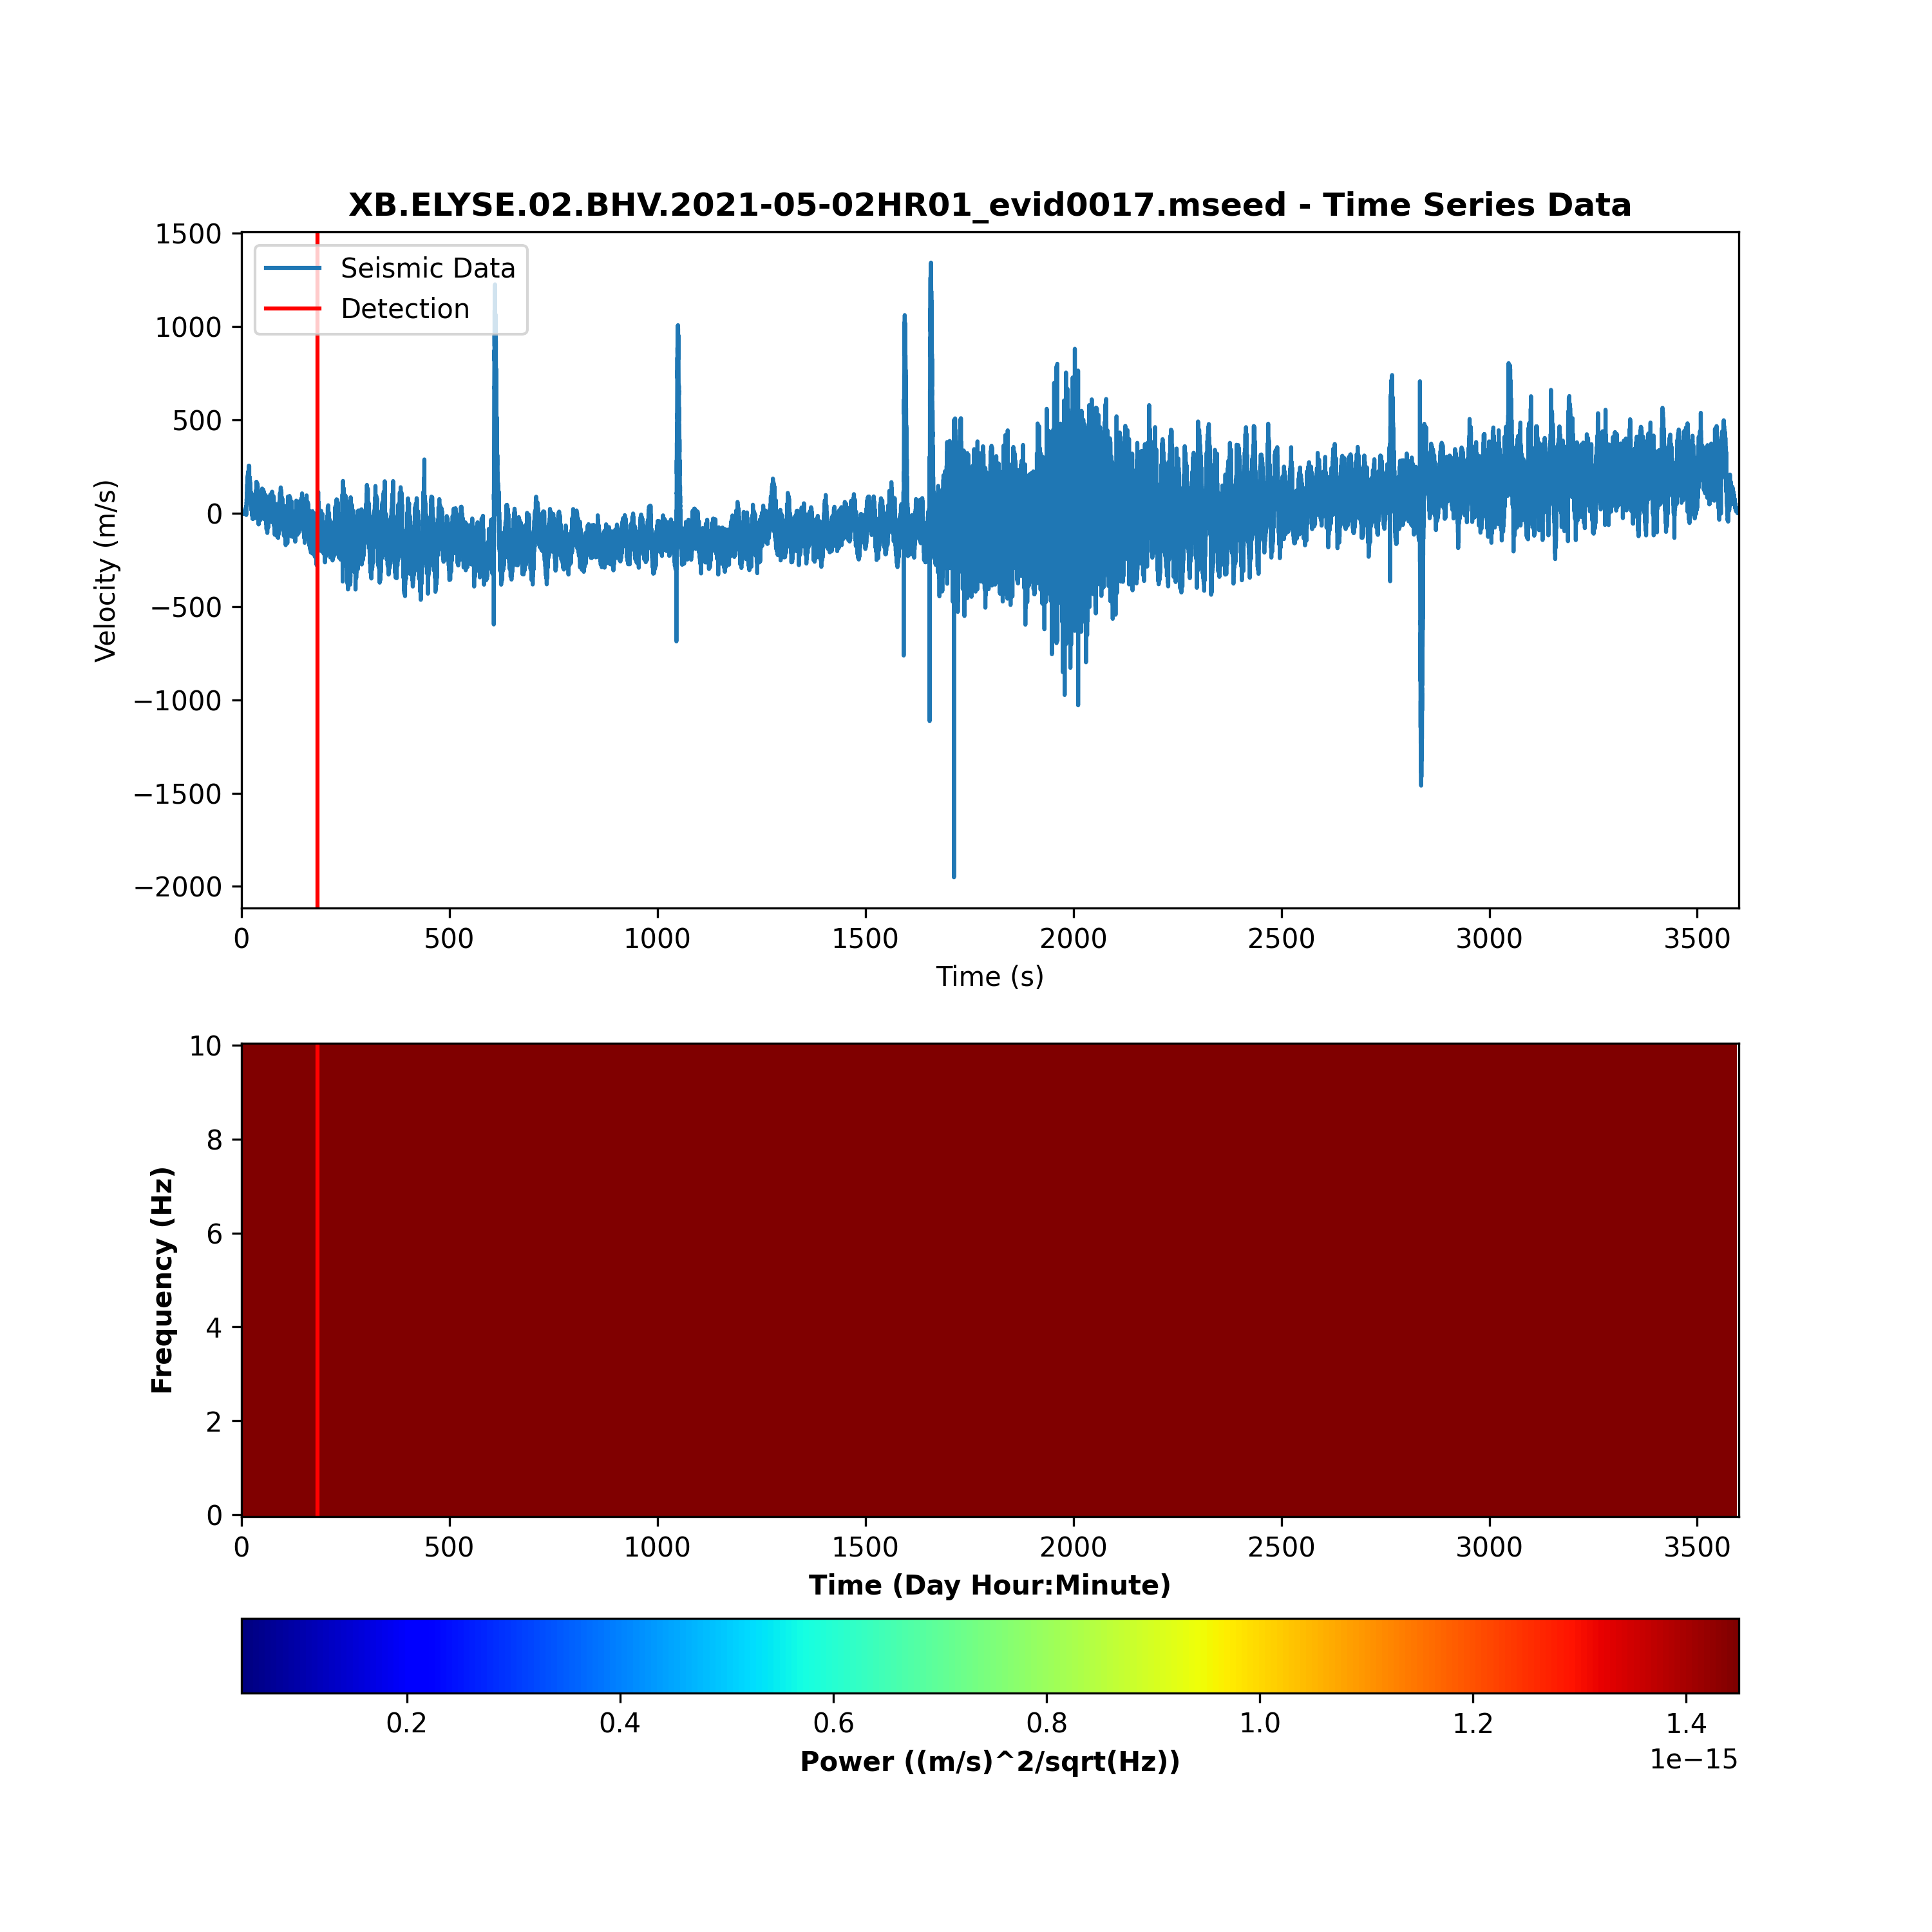 XB.ELYSE.02.BHV.2021-05-02HR01_evid0017.mseed - Time Series Data
1500
1000
500
0
−500
−1000
−1500
−2000
Velocity (m/s)
Seismic Data
Detection
0 500 1000 1500 2000 2500 3000 3500
Time (s)
10
8
6
4
2
0
Frequency (Hz)
0 500 1000 1500 2000 2500 3000 3500
Time (Day Hour:Minute)
0.2 0.4 0.6 0.8 1.0 1.2 1.4
1e−15
Power ((m/s)^2/sqrt(Hz))